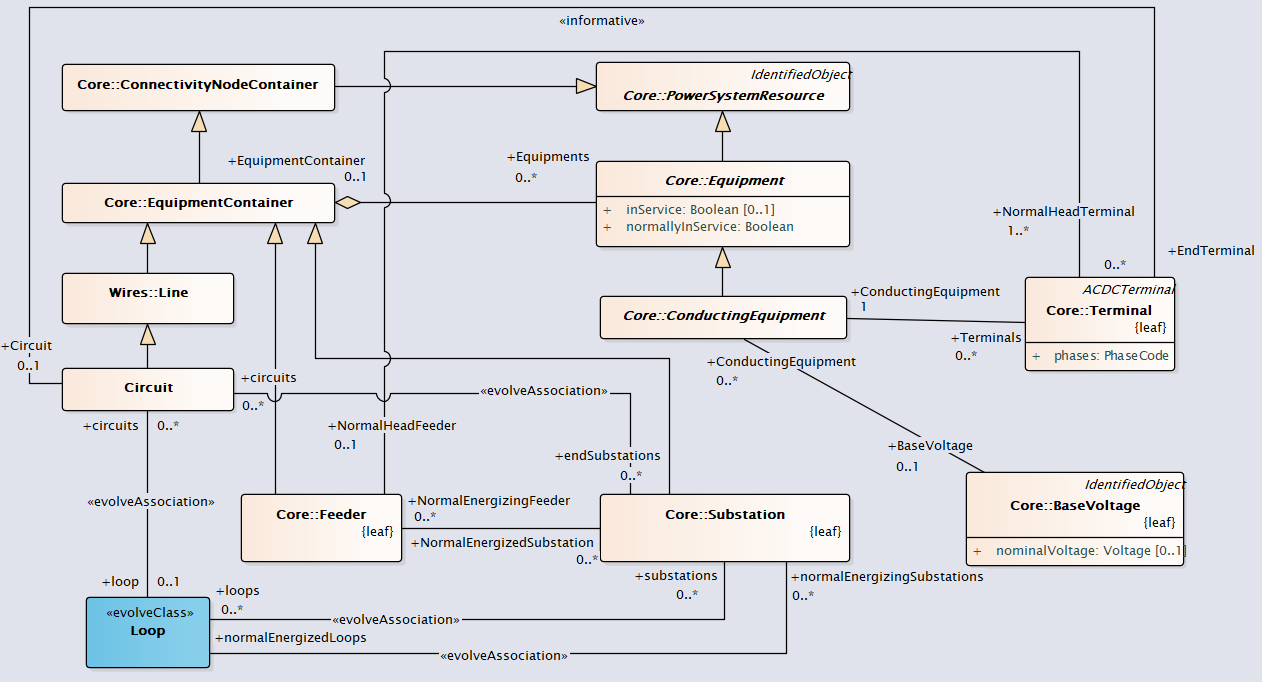 «informative»
Core::ConnectivityNodeContainer
IdentifiedObject
Core::PowerSystemResource
+EquipmentContainer
0..1
+Equipments
0..*
Core::EquipmentContainer
Core::Equipment
+ inService: Boolean [0..1]
+ normallyInService: Boolean
+NormalHeadTerminal
1..*
0..*
+EndTerminal
Wires::Line
Core::ConductingEquipment
+ConductingEquipment
1
ACDCTerminal
Core::Terminal
{leaf}
+ phases: PhaseCode
+Terminals
0..*
+Circuit
0..1
Circuit
+circuits
0..*
«evolveAssociation»
+ConductingEquipment
0..*
+circuits
0..*
+NormalHeadFeeder
0..1
+endSubstations
0..*
+BaseVoltage
0..1
«evolveAssociation»
Core::Feeder
{leaf}
+NormalEnergizingFeeder
0..*
+NormalEnergizedSubstation
0..*
Core::Substation
{leaf}
IdentifiedObject
Core::BaseVoltage
{leaf}
+ nominalVoltage: Voltage [0..1]
+loop
0..1
+loops
0..*
+substations
0..*
+normalEnergizingSubstations
0..*
«evolveClass»
Loop
«evolveAssociation»
+normalEnergizedLoops
«evolveAssociation»